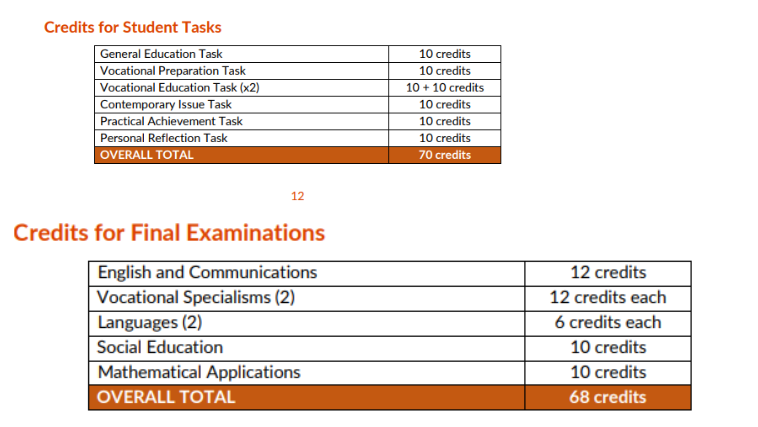 Credits for Student Tasks
General Education Task 10 credits
Vocational Preparation Task 10 credits
Vocational Education Task (x2) 10 + 10 credits
Contemporary Issue Task 10 credits
Practical Achievement Task 10 credits
Personal Reflection Task 10 credits
OVERALL TOTAL 70 credits
12
Credits for Final Examinations
English and Communications 12 credits
Vocational Specialisms (2) 12 credits each
Languages (2) 6 credits each
Social Education 10 credits
Mathematical Applications 10 credits
OVERALL TOTAL 68 credits